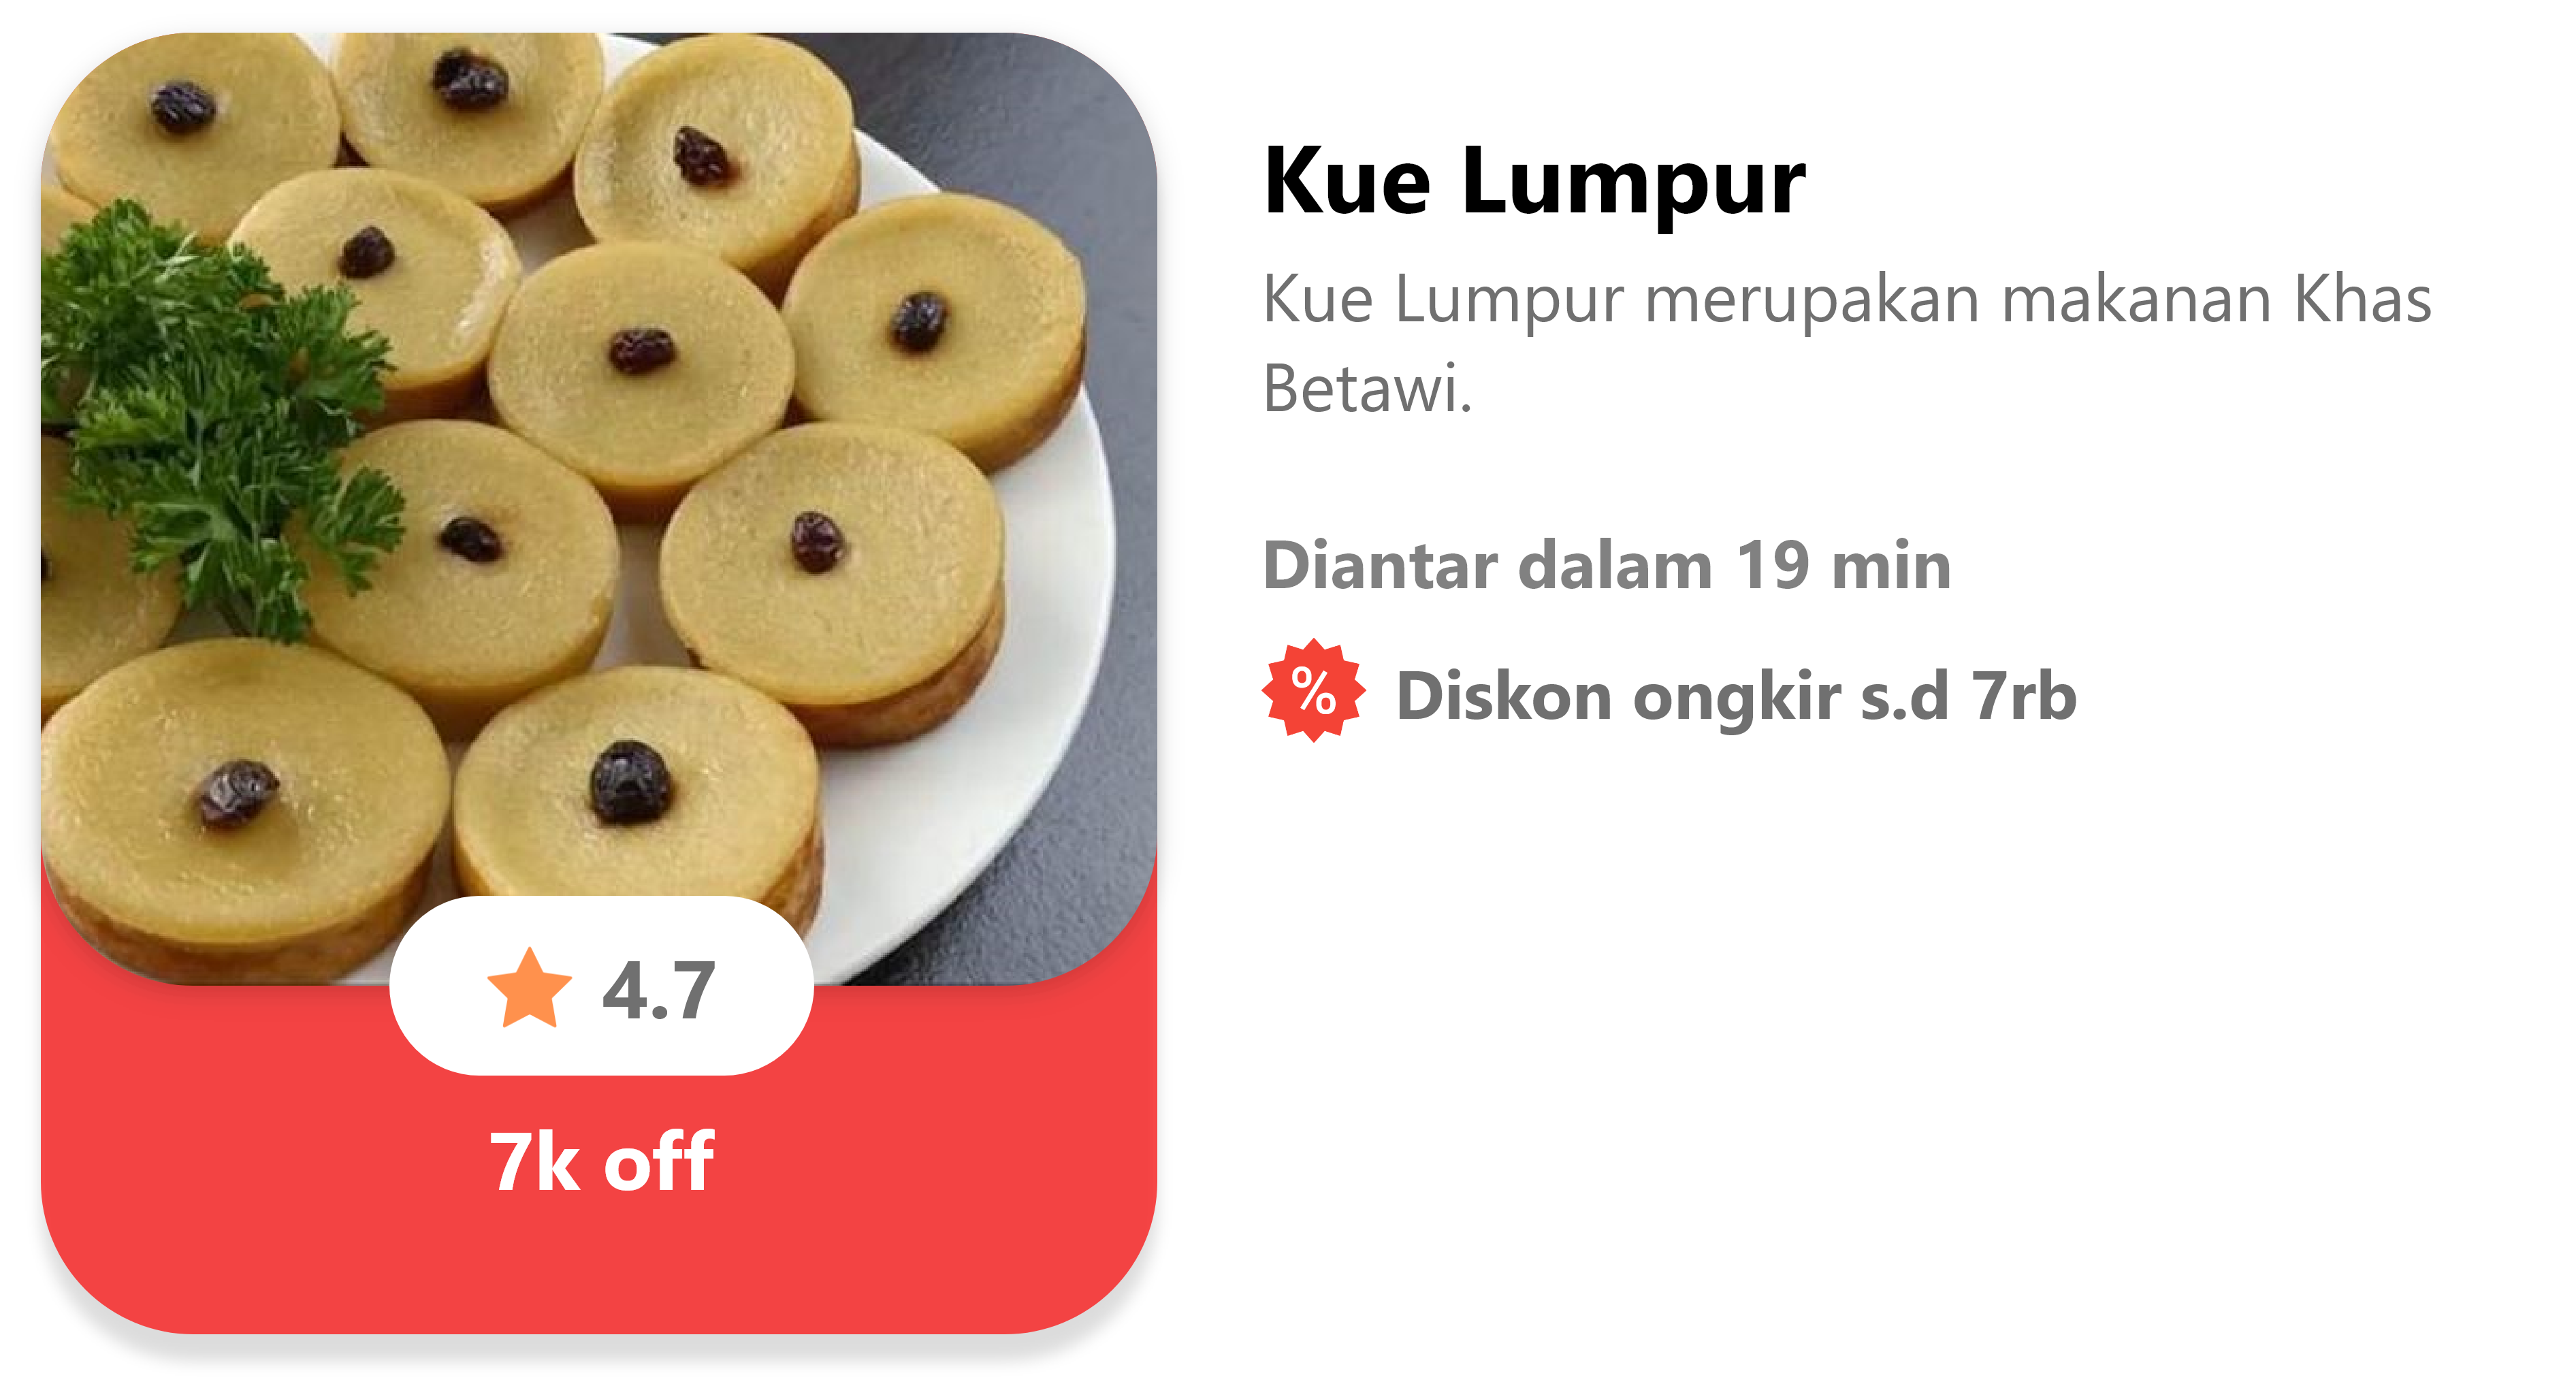 Kue Lumpur
Kue Lumpur merupakan makanan Khas
Betawi.
Diantar dalam 19 min
% Diskon ongkir s.d 7rb
4.7
7k off